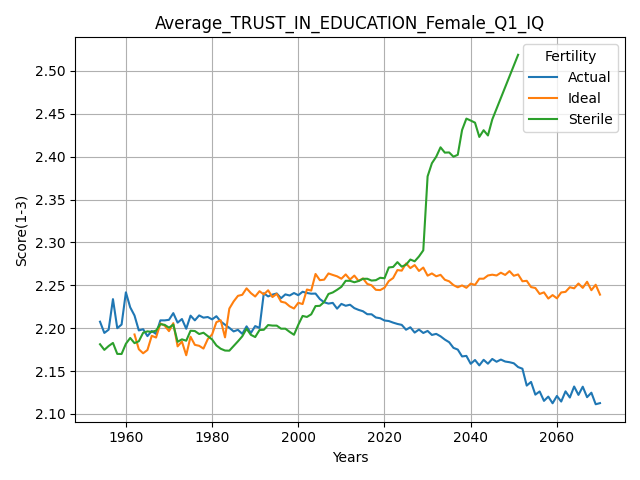 Average_TRUST_IN_EDUCATION_Female_Q1_IQ
Score(1-3)
2.50
2.45
2.40
2.35
2.30
2.25
2.20
2.15
2.10
Fertility
Actual
Ideal
Sterile
1960 1980 2000 2020 2040 2060
Years